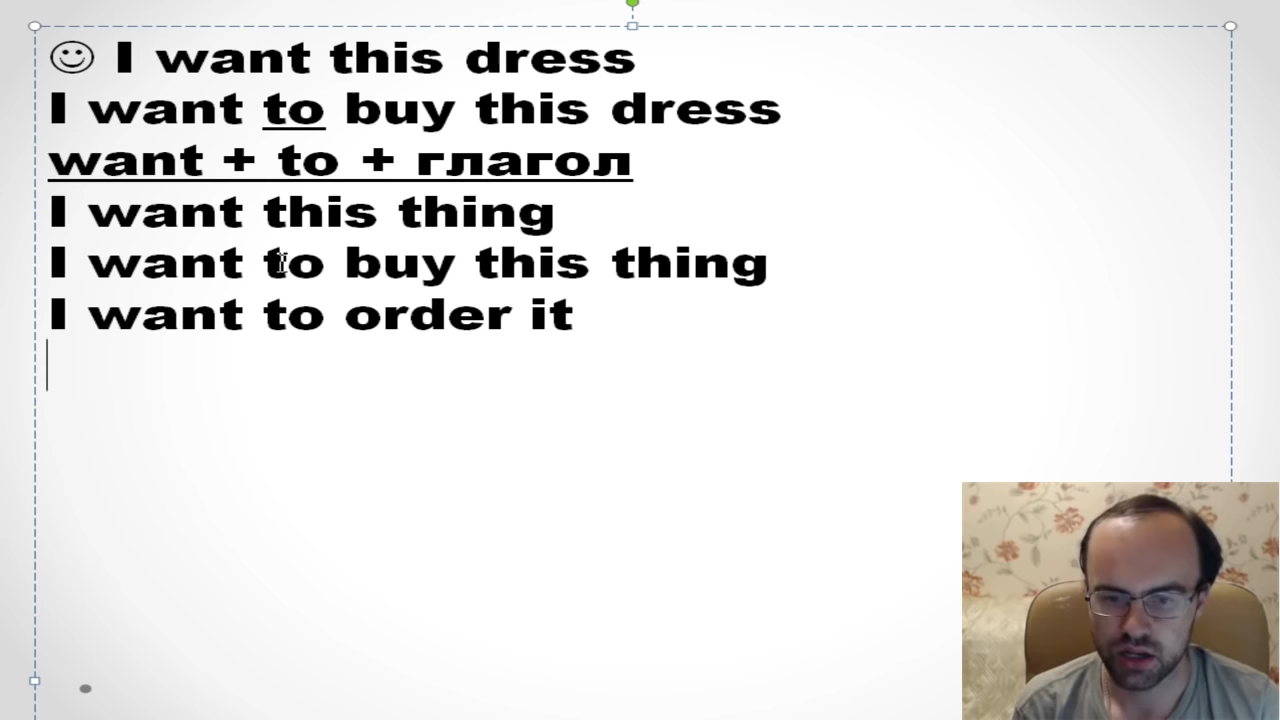 ☺ I want this dress
I want to buy this dress
want + to + глагол
I want this thing
I want to buy this thing
I want to order it